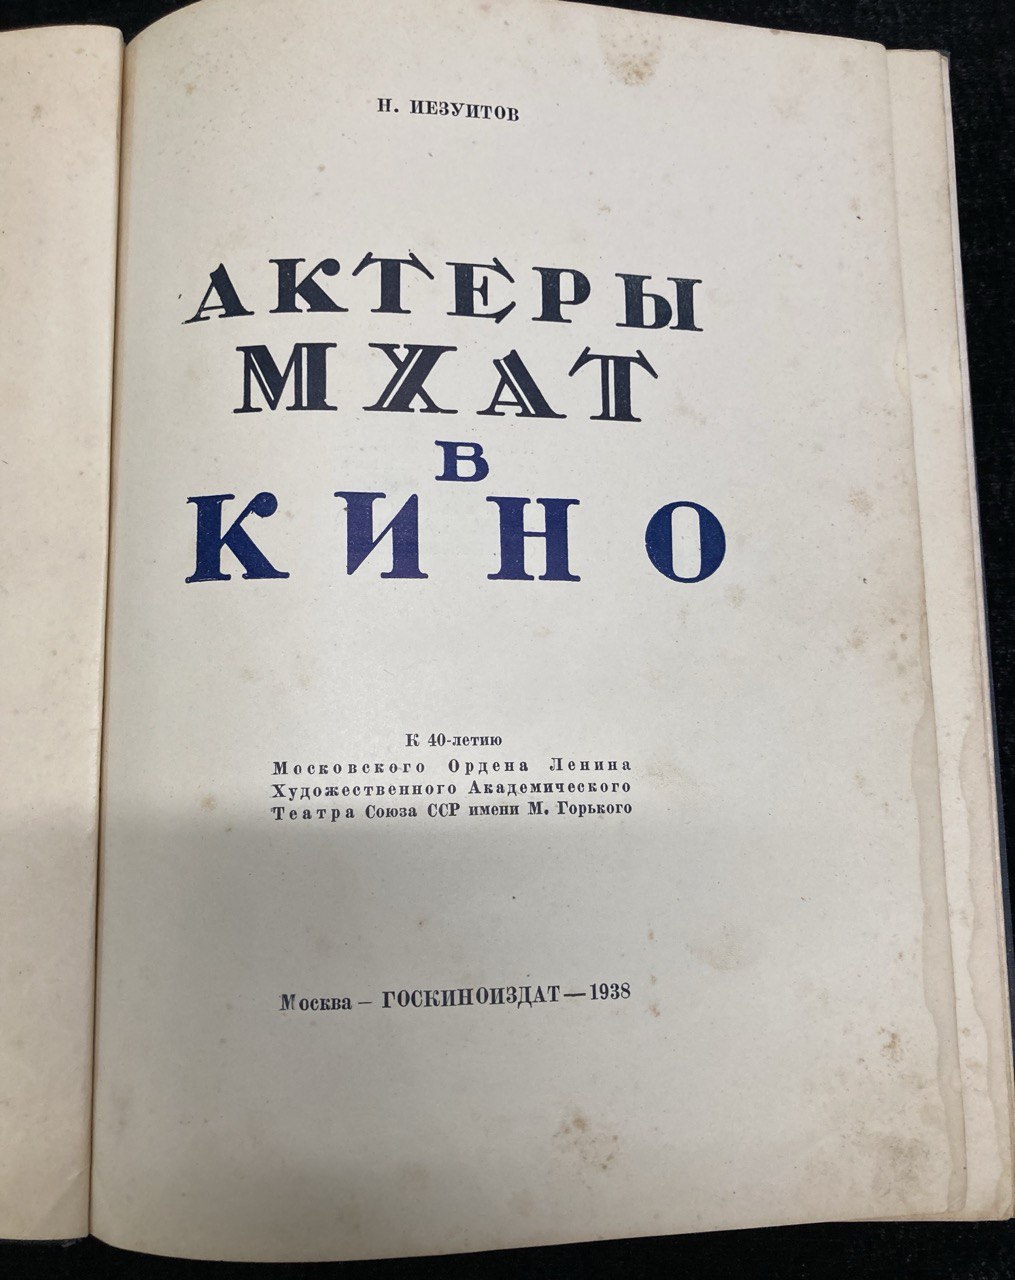 Н. ИЕЗУИТОВ
АКТЕРЫ
МХАТ
В
КИНО
К 40-летию
Московского Ордена Ленина
Художественного Академического
Театра Союза ССР имени М. Горького
Москва — ГОСКИНОИЗДАТ — 1938